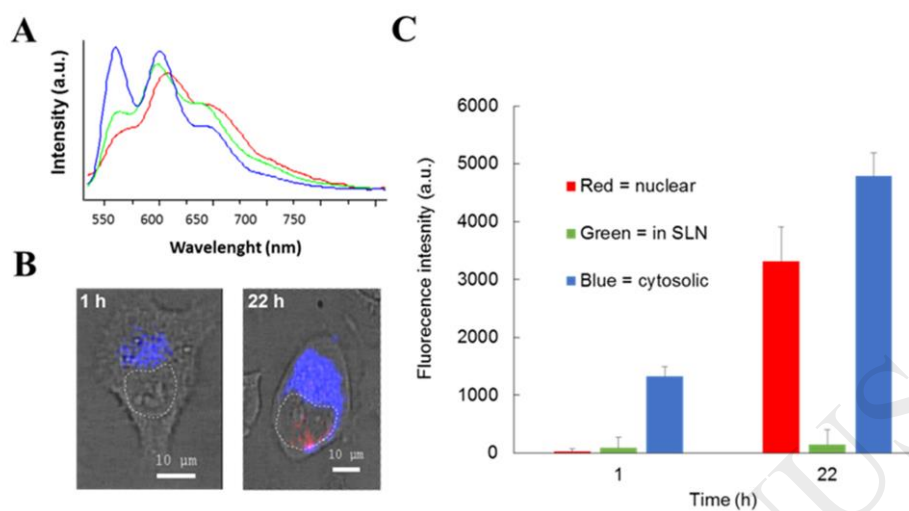 A
Intensity (a.u.)
550 600 650 700 750
Wavelenght (nm)
B
1 h
10 µm
22 h
10 µm
C
Fluorecence intesnity (a.u.)
6000
5000
4000
3000
2000
1000
0
Red = nuclear
Green = in SLN
Blue = cytosolic
1 22
Time (h)